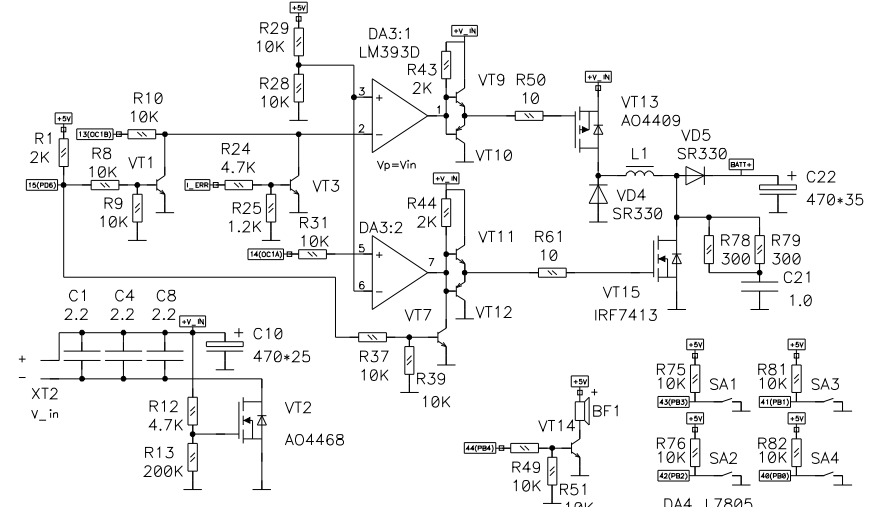 +5V
R29
10K
R28
10K
DA3:1
LM393D
3
2
1
Vp=Vin
+V_IN
R43
2K
VT9
VT10
R50
10
+V_IN
VT13
AO4409
L1
VD5
SR330
BATT+
VD4
SR330
+
C22
470*35
+5V
R1
2K
13(OC1B)
R10
10K
15(PD6)
R8
10K
VT1
R9
10K
R24
4.7K
I_ERR
R25
1.2K
VT3
R31
10K
14(OC1A)
DA3:2
5
6
7
+V_IN
R44
2K
VT11
VT12
R61
10
VT15
IRF7413
R78
300
R79
300
C21
1.0
VT7
R37
10K
R39
10K
C1
2.2
C4
2.2
C8
2.2
+V_IN
+
C10
470*25
+
−
XT2
V_in
R12
4.7K
R13
200K
VT2
AO4468
+5V
+
BF1
VT14
44(PB4)
R49
10K
R51
10K
+5V
R75
10K
SA1
43(PB3)
+5V
R81
10K
SA3
41(PB1)
+5V
R76
10K
SA2
42(PB2)
+5V
R82
10K
SA4
40(PB0)
DA4 L7805